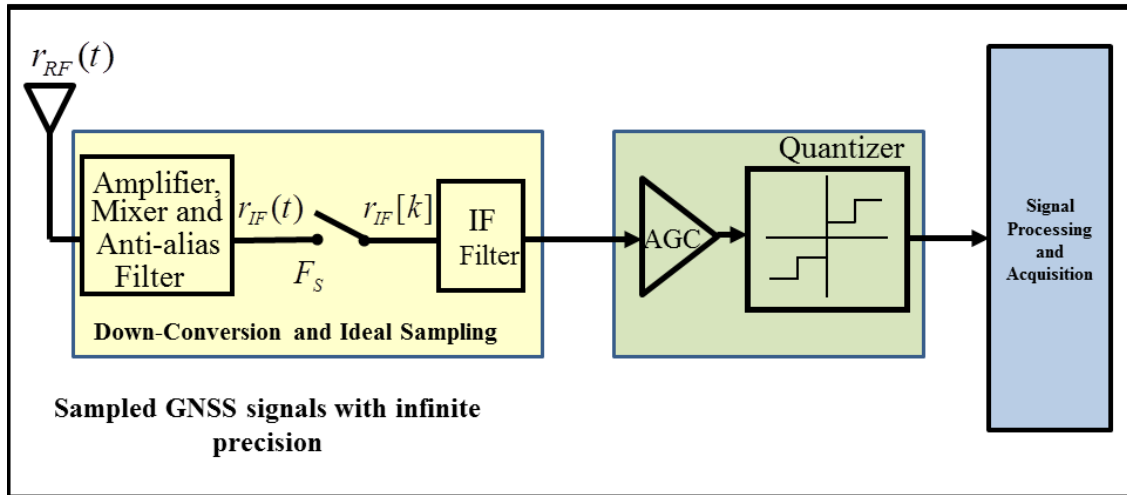 r_RF(t)
Amplifier,
Mixer and
Anti-alias
Filter
r_IF(t)
F_S
r_IF[k]
IF
Filter
Down-Conversion and Ideal Sampling
Sampled GNSS signals with infinite
precision
AGC
Quantizer
Signal
Processing
and
Acquisition